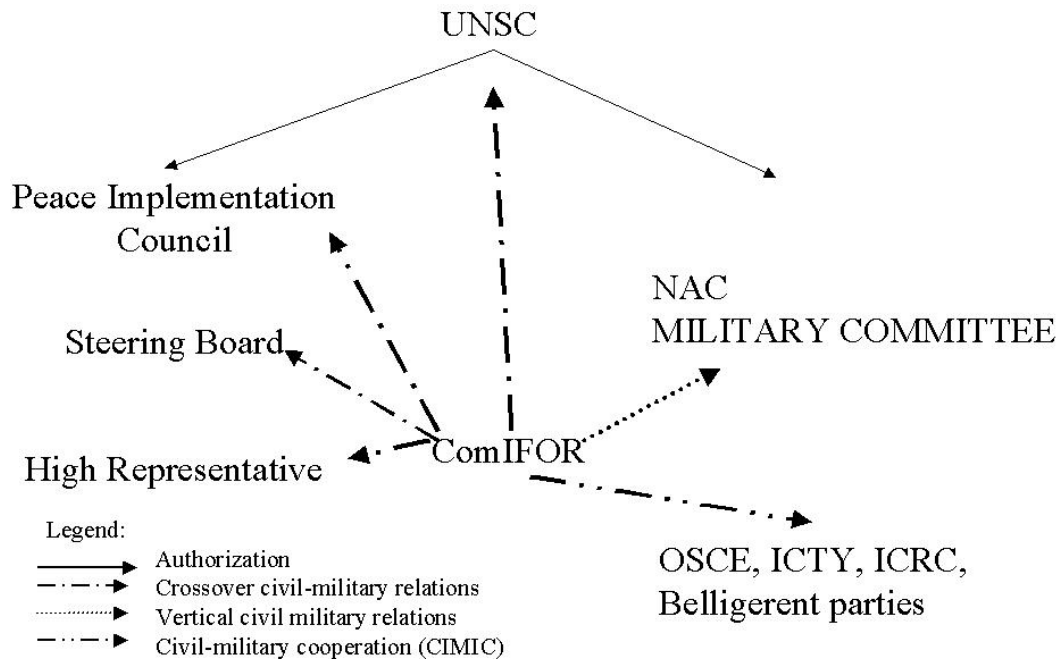 UNSC
Peace Implementation
Council
NAC
MILITARY COMMITTEE
Steering Board
ComIFOR
High Representative
OSCE, ICTY, ICRC,
Belligerent parties
Legend:
Authorization
Crossover civil-military relations
Vertical civil military relations
Civil-military cooperation (CIMIC)